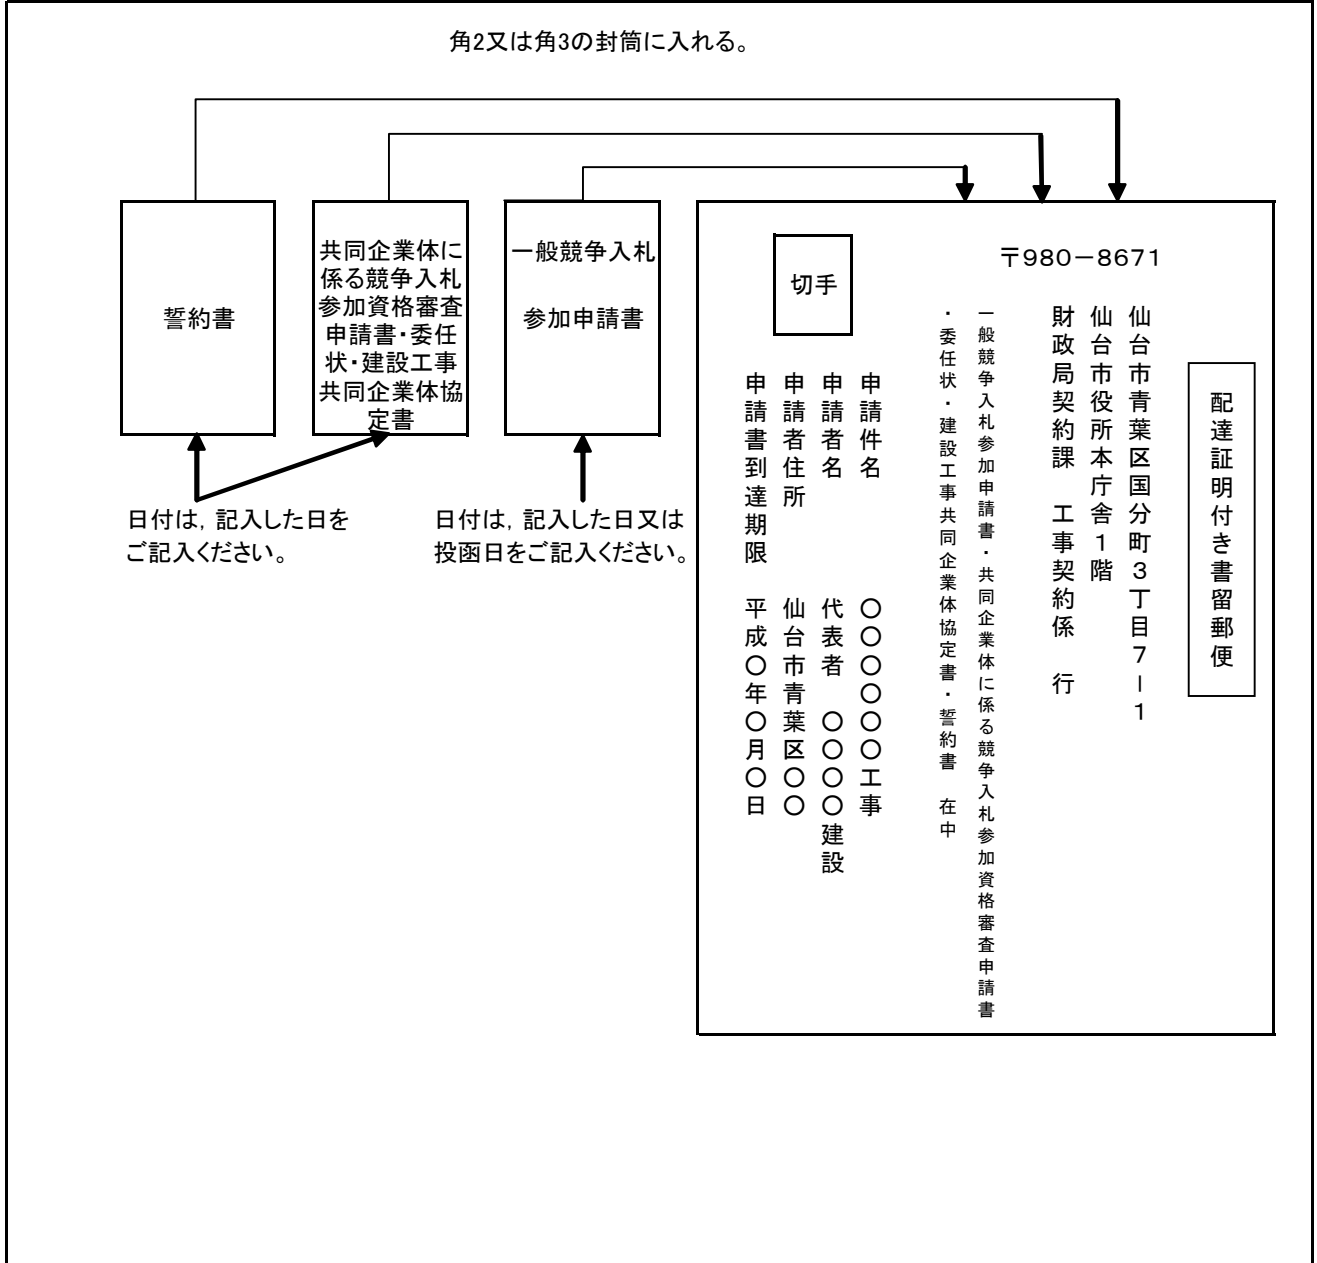 角2又は角3の封筒に入れる。
誓約書
共同企業体に
係る競争入札
参加資格審査
申請書・委任
状・建設工事
共同企業体協
定書
一般競争入札
参加申請書
日付は，記入した日を
ご記入ください。
日付は，記入した日又は
投函日をご記入ください。
切手
〒980－8671
配達証明付き書留郵便
仙台市青葉区国分町３丁目７－１
仙台市役所本庁舎１階
財政局契約課　工事契約係　行
一般競争入札参加申請書・共同企業体に係る競争入札参加資格審査申請書
・委任状・建設工事共同企業体協定書・誓約書　在中
申請件名　〇〇〇〇〇〇工事
申請者名　代表者　〇〇〇〇建設
申請者住所　仙台市青葉区〇〇
申請書到達期限　平成〇年〇月〇日